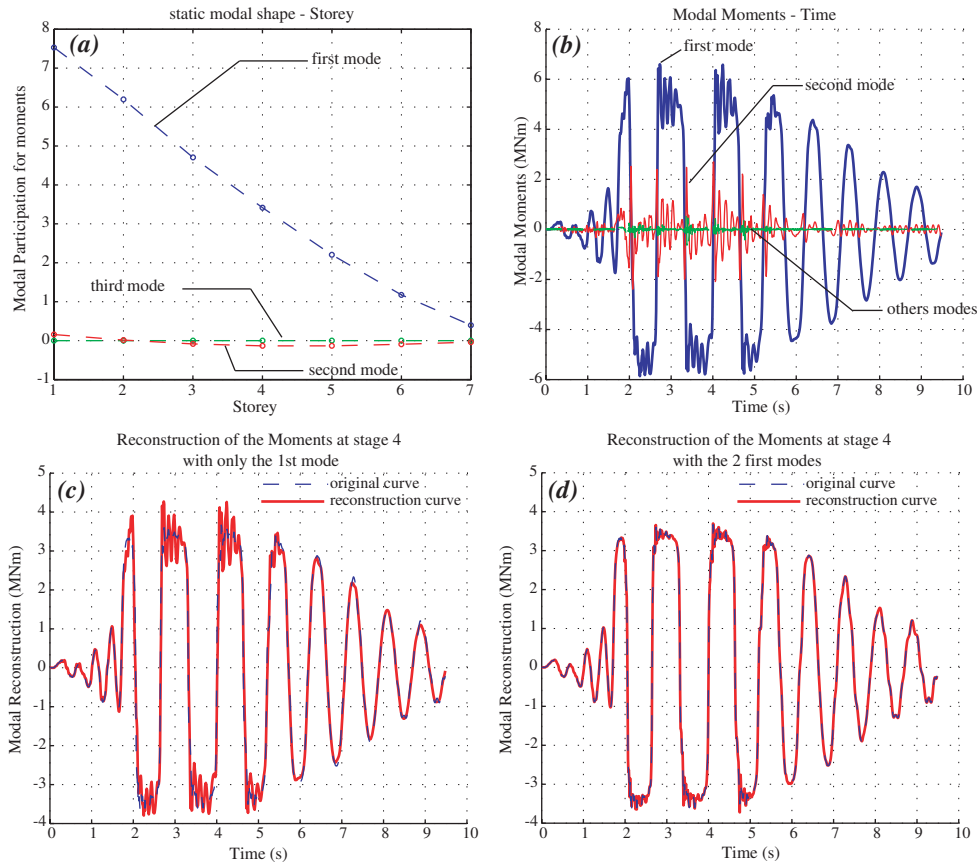 static modal shape - Storey
(a)
Modal Participation for moments
8
7
6
5
4
3
2
1
0
-1
first mode
third mode
second mode
1 2 3 4 5 6 7
Storey
Modal Moments - Time
(b)
Modal Moments (MNm)
6
4
2
0
-2
-4
-6
first mode
second mode
others modes
0 1 2 3 4 5 6 7 8 9 10
Time (s)
Reconstruction of the Moments at stage 4
with only the 1st mode
(c)
original curve
reconstruction curve
Modal Reconstruction (MNm)
5
4
3
2
1
0
-1
-2
-3
-4
0 1 2 3 4 5 6 7 8 9 10
Time (s)
Reconstruction of the Moments at stage 4
with the 2 first modes
(d)
original curve
reconstruction curve
Modal Reconstruction (MNm)
5
4
3
2
1
0
-1
-2
-3
-4
0 1 2 3 4 5 6 7 8 9 10
Time (s)